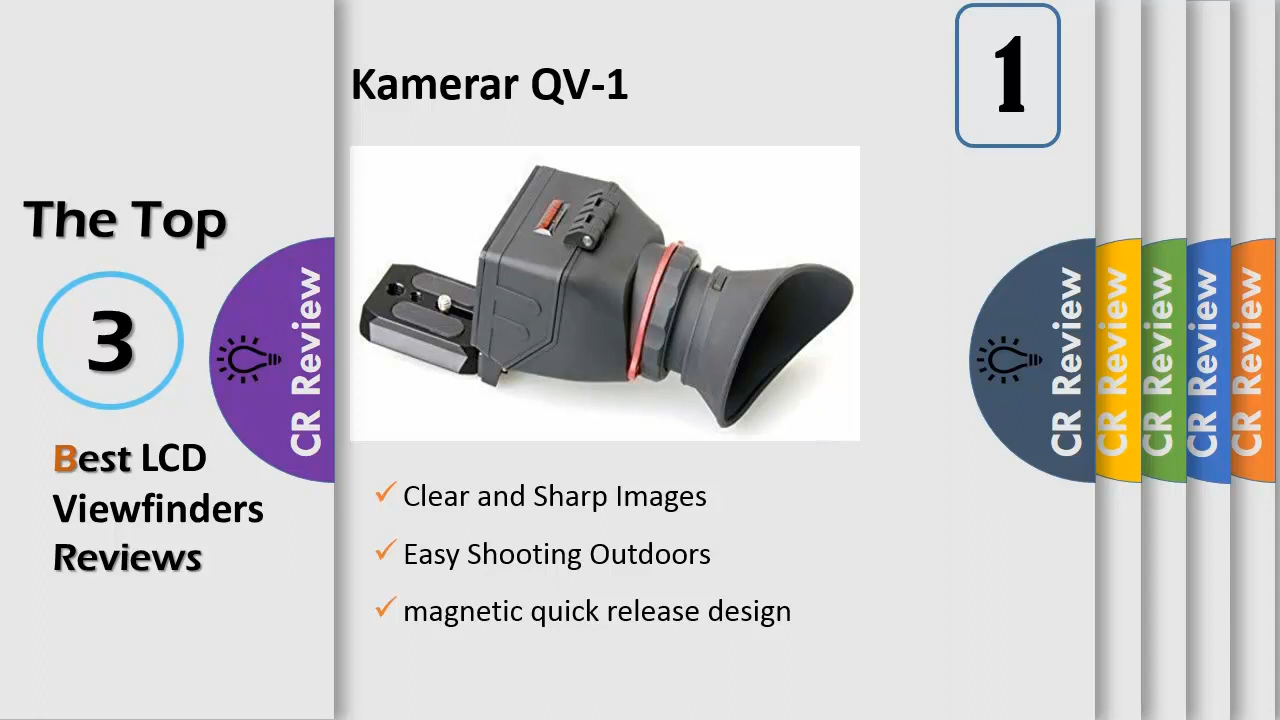 The Top
3
Best LCD
Viewfinders
Reviews
CR Review
Kamerar QV-1
1
Clear and Sharp Images
Easy Shooting Outdoors
magnetic quick release design
CR Review
CR Review
CR Review
CR Review
CR Review